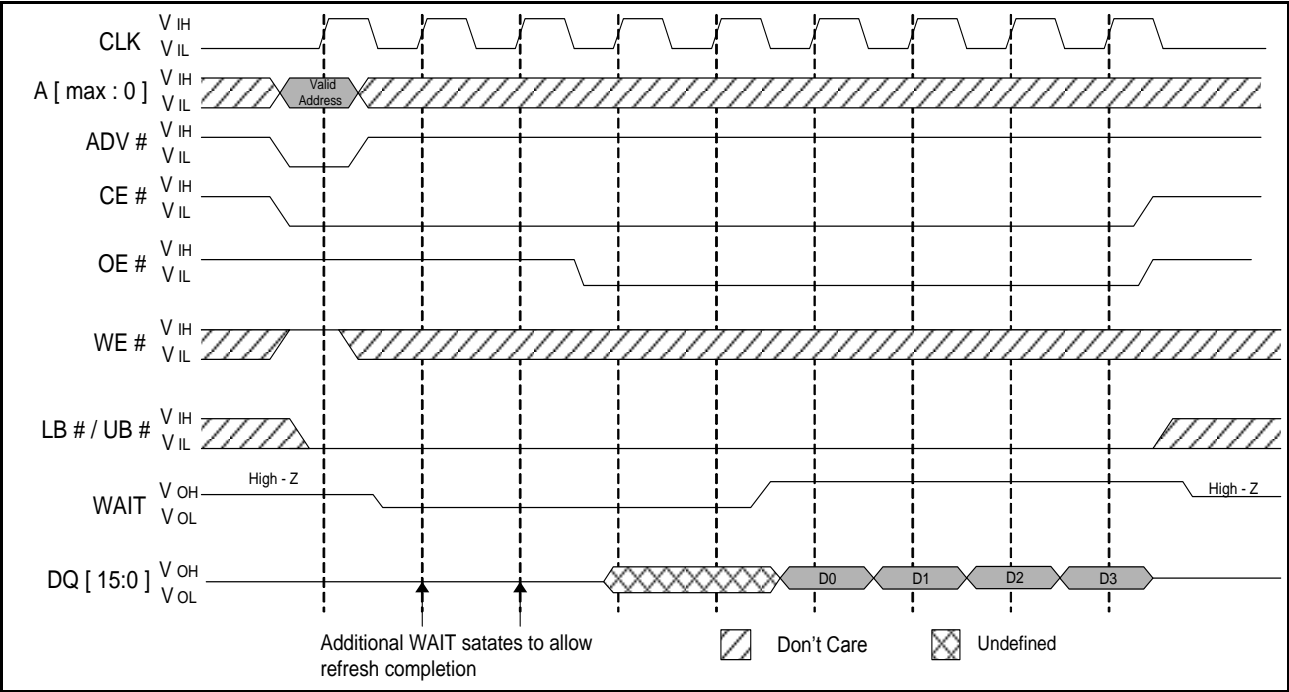 CLK V IH
V IL
A [ max : 0 ] V IH
V IL
Valid
Address
ADV # V IH
V IL
CE # V IH
V IL
OE # V IH
V IL
WE # V IH
V IL
LB # / UB # V IH
V IL
WAIT V OH
V OL
High - Z
High - Z
DQ [ 15:0 ] V OH
V OL
D0 D1 D2 D3
Additional WAIT satates to allow
refresh completion
Don't Care
Undefined